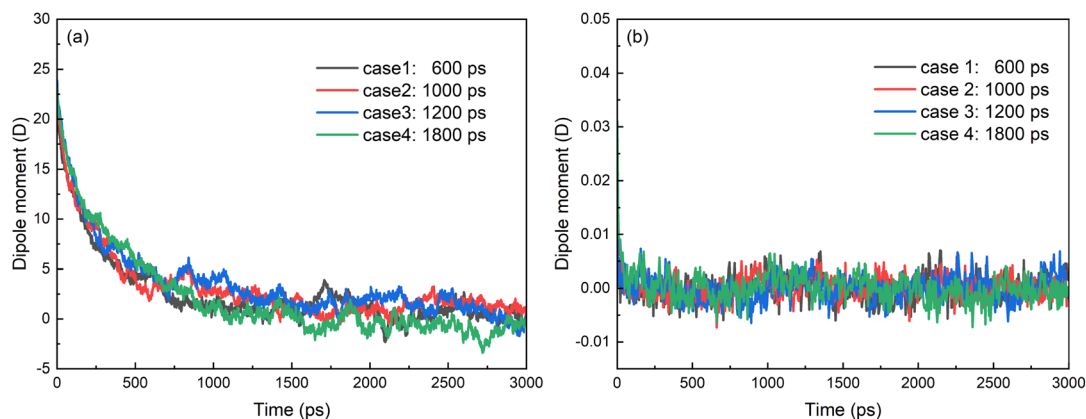 (a)
case1: 600 ps
case2: 1000 ps
case3: 1200 ps
case4: 1800 ps
30
25
20
15
10
5
0
-5
Dipole moment (D)
0 500 1000 1500 2000 2500 3000
Time (ps)
(b)
case 1: 600 ps
case 2: 1000 ps
case 3: 1200 ps
case 4: 1800 ps
0.05
0.04
0.03
0.02
0.01
0.00
-0.01
Dipole moment (D)
0 500 1000 1500 2000 2500 3000
Time (ps)